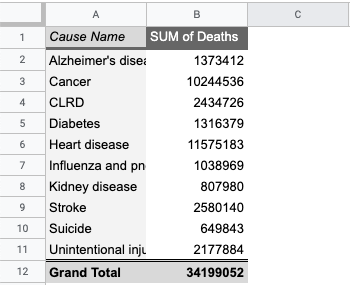 A B C
1 Cause Name SUM of Deaths
2 Alzheimer's disea 1373412
3 Cancer 10244536
4 CLRD 2434726
5 Diabetes 1316379
6 Heart disease 11575183
7 Influenza and pn 1038969
8 Kidney disease 807980
9 Stroke 2580140
10 Suicide 649843
11 Unintentional inju 2177884
12 Grand Total 34199052